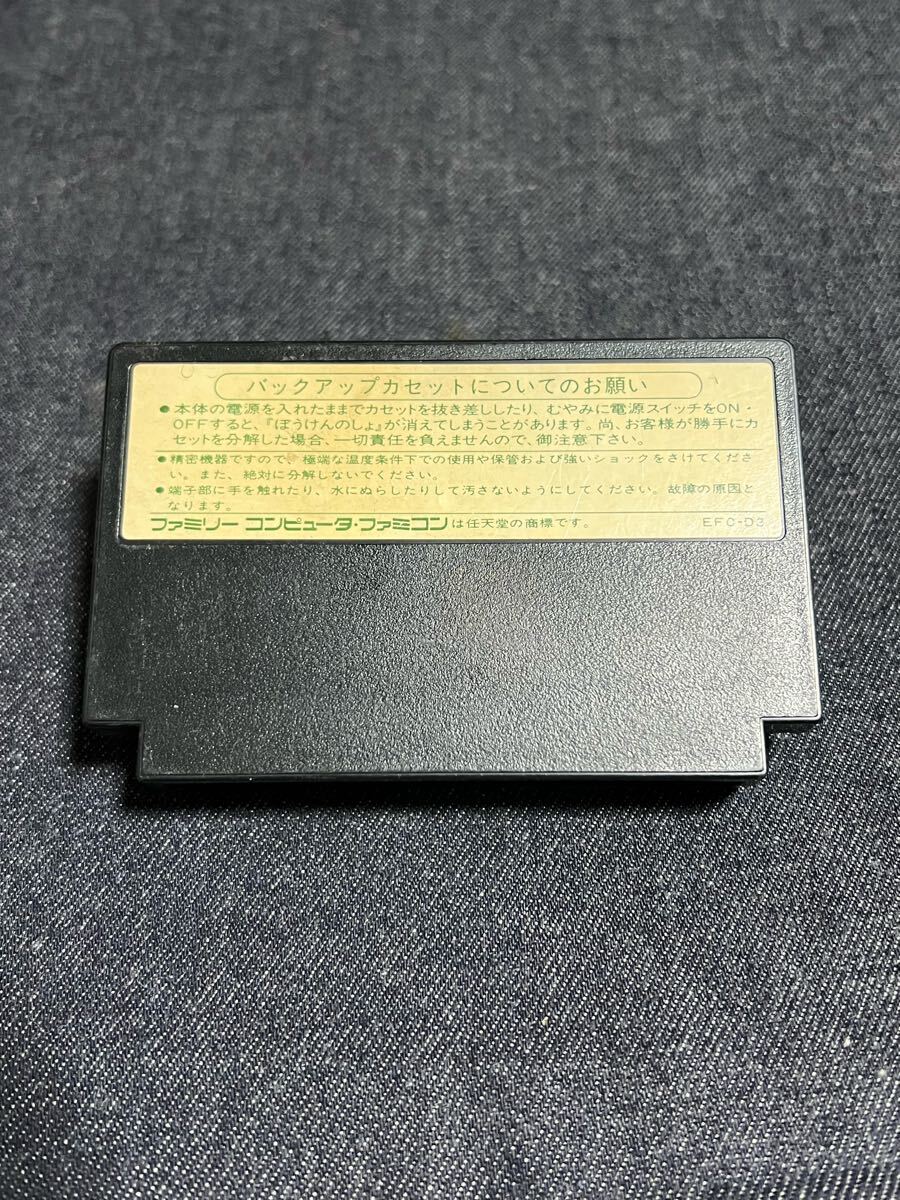 バックアップカセットについてのお願い
●本体の電源を入れたままでカセットを抜き差ししたり、むやみに電源スイッチをON・
OFFすると、『ぼうけんのしょ』が消えてしまうことがあります。尚、お客様が勝手にカ
セットを分解した場合、一切責任を負えませんので、御注意下さい。
●精密機器ですので、極端な温度条件下での使用や保管および強いショックをさけてくださ
い。また、絶対に分解しないでください。
●端子部に手を触れたり、水にぬらしたりして汚さないようにしてください。故障の原因と
なります。
ファミリーコンピュータ・ファミコンは任天堂の商標です。 EFC-D3